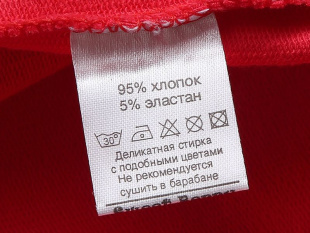 95% хлопок
5% эластан
30°
Деликатная стирка
с подобными цветами
Не рекомендуется
сушить в барабане